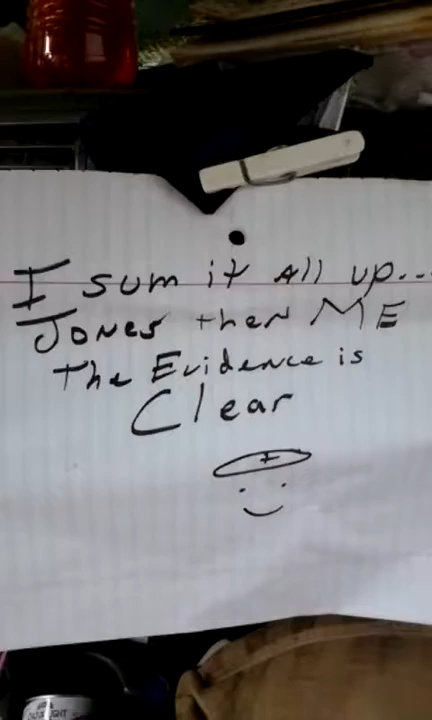 I sum it All up...
Jones then ME
the Evidence is
Clear